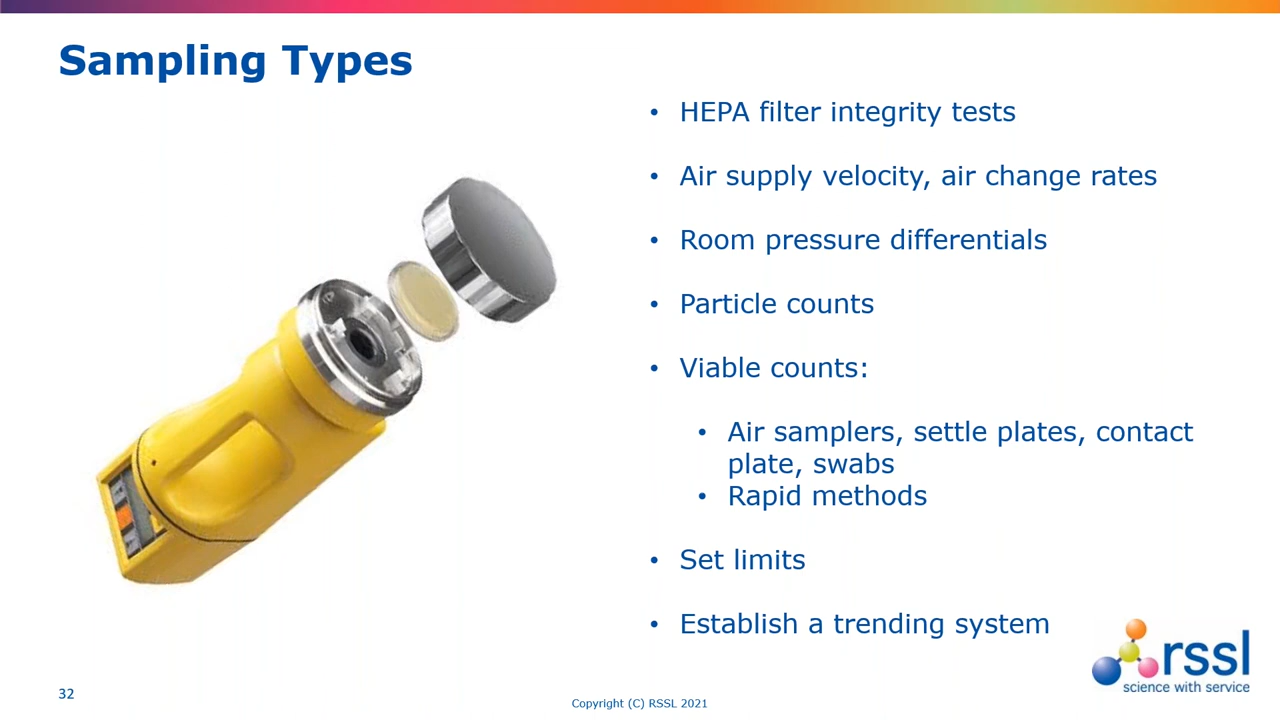 Sampling Types
• HEPA filter integrity tests
• Air supply velocity, air change rates
• Room pressure differentials
• Particle counts
• Viable counts:
• Air samplers, settle plates, contact
plate, swabs
• Rapid methods
• Set limits
• Establish a trending system
rssl
science with service
32
Copyright (C) RSSL 2021